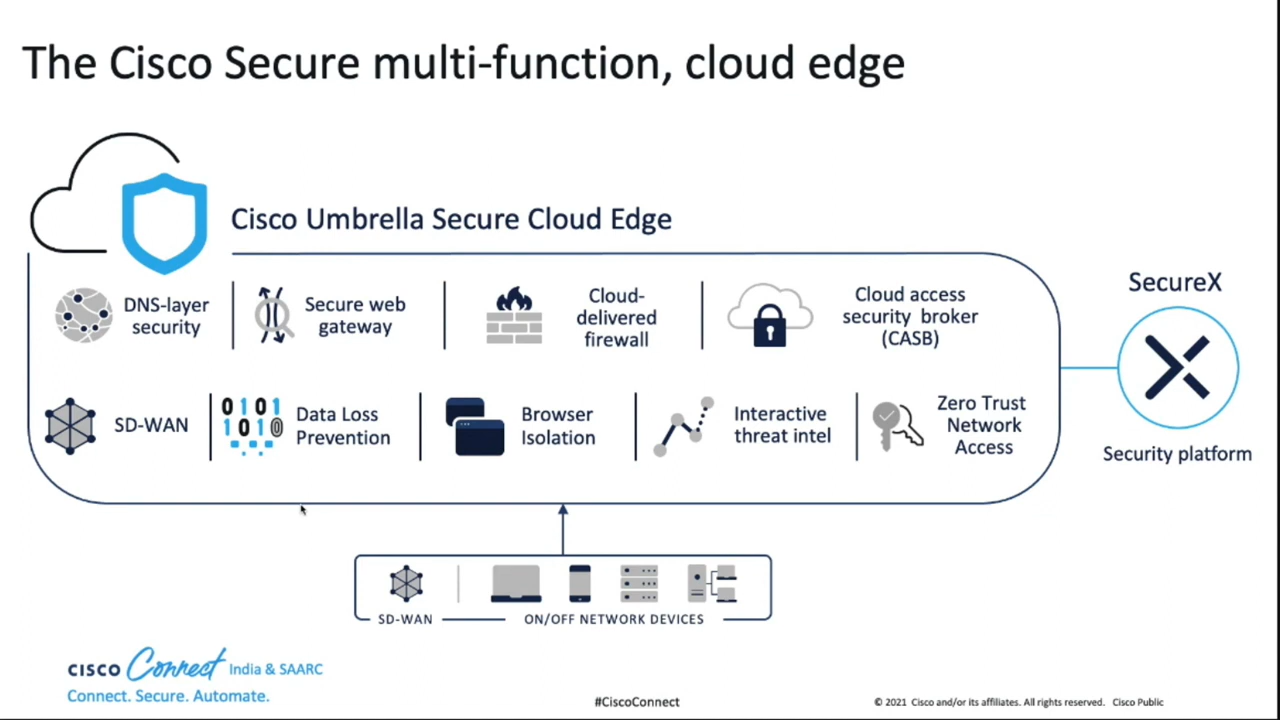 The Cisco Secure multi-function, cloud edge
Cisco Umbrella Secure Cloud Edge
DNS-layer
security
Secure web
gateway
Cloud-
delivered
firewall
Cloud access
security broker
(CASB)
SD-WAN
0101
1010
Data Loss
Prevention
Browser
Isolation
Interactive
threat intel
Zero Trust
Network
Access
SecureX
Security platform
SD-WAN
ON/OFF NETWORK DEVICES
CISCO Connect India & SAARC
Connect. Secure. Automate.
#CiscoConnect
© 2021 Cisco and/or its affiliates. All rights reserved. Cisco Public